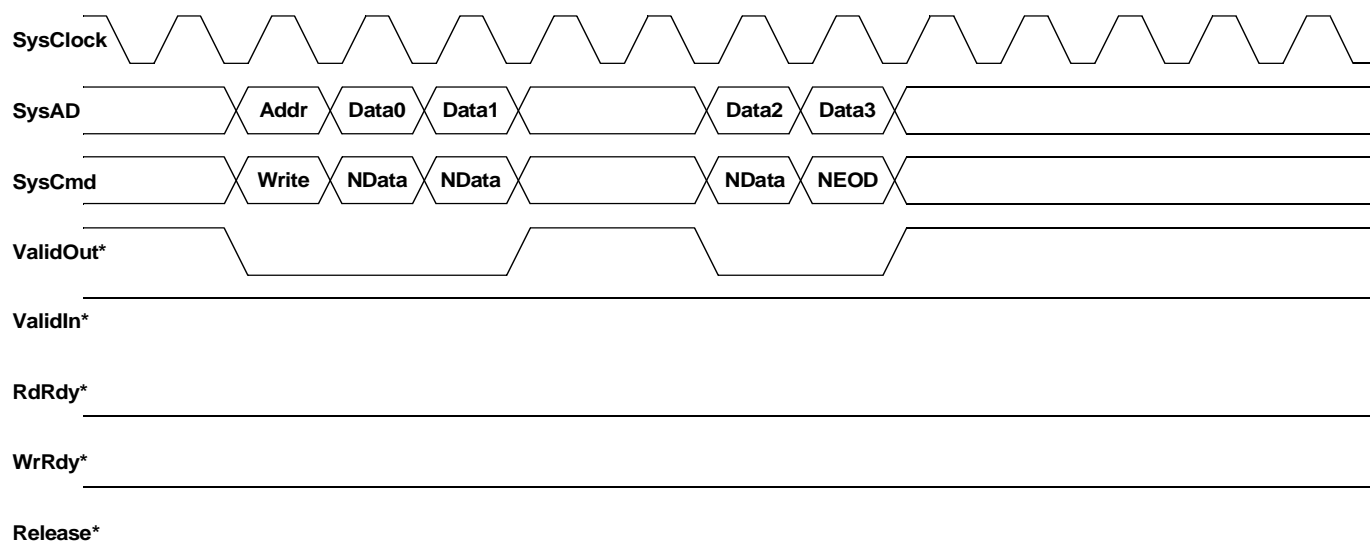 SysClock
SysAD Addr Data0 Data1 Data2 Data3
SysCmd Write NData NData NData NEOD
ValidOut*
ValidIn*
RdRdy*
WrRdy*
Release*